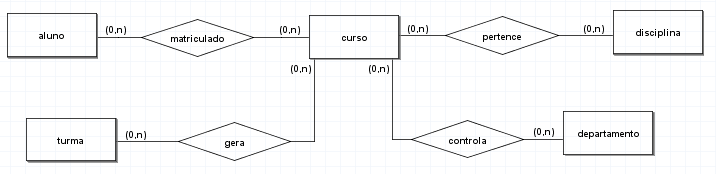 aluno
(0,n)
matriculado
(0,n)
curso
(0,n)
pertence
(0,n)
disciplina
(0,n)
(0,n)
turma
(0,n)
gera
controla
(0,n)
departamento